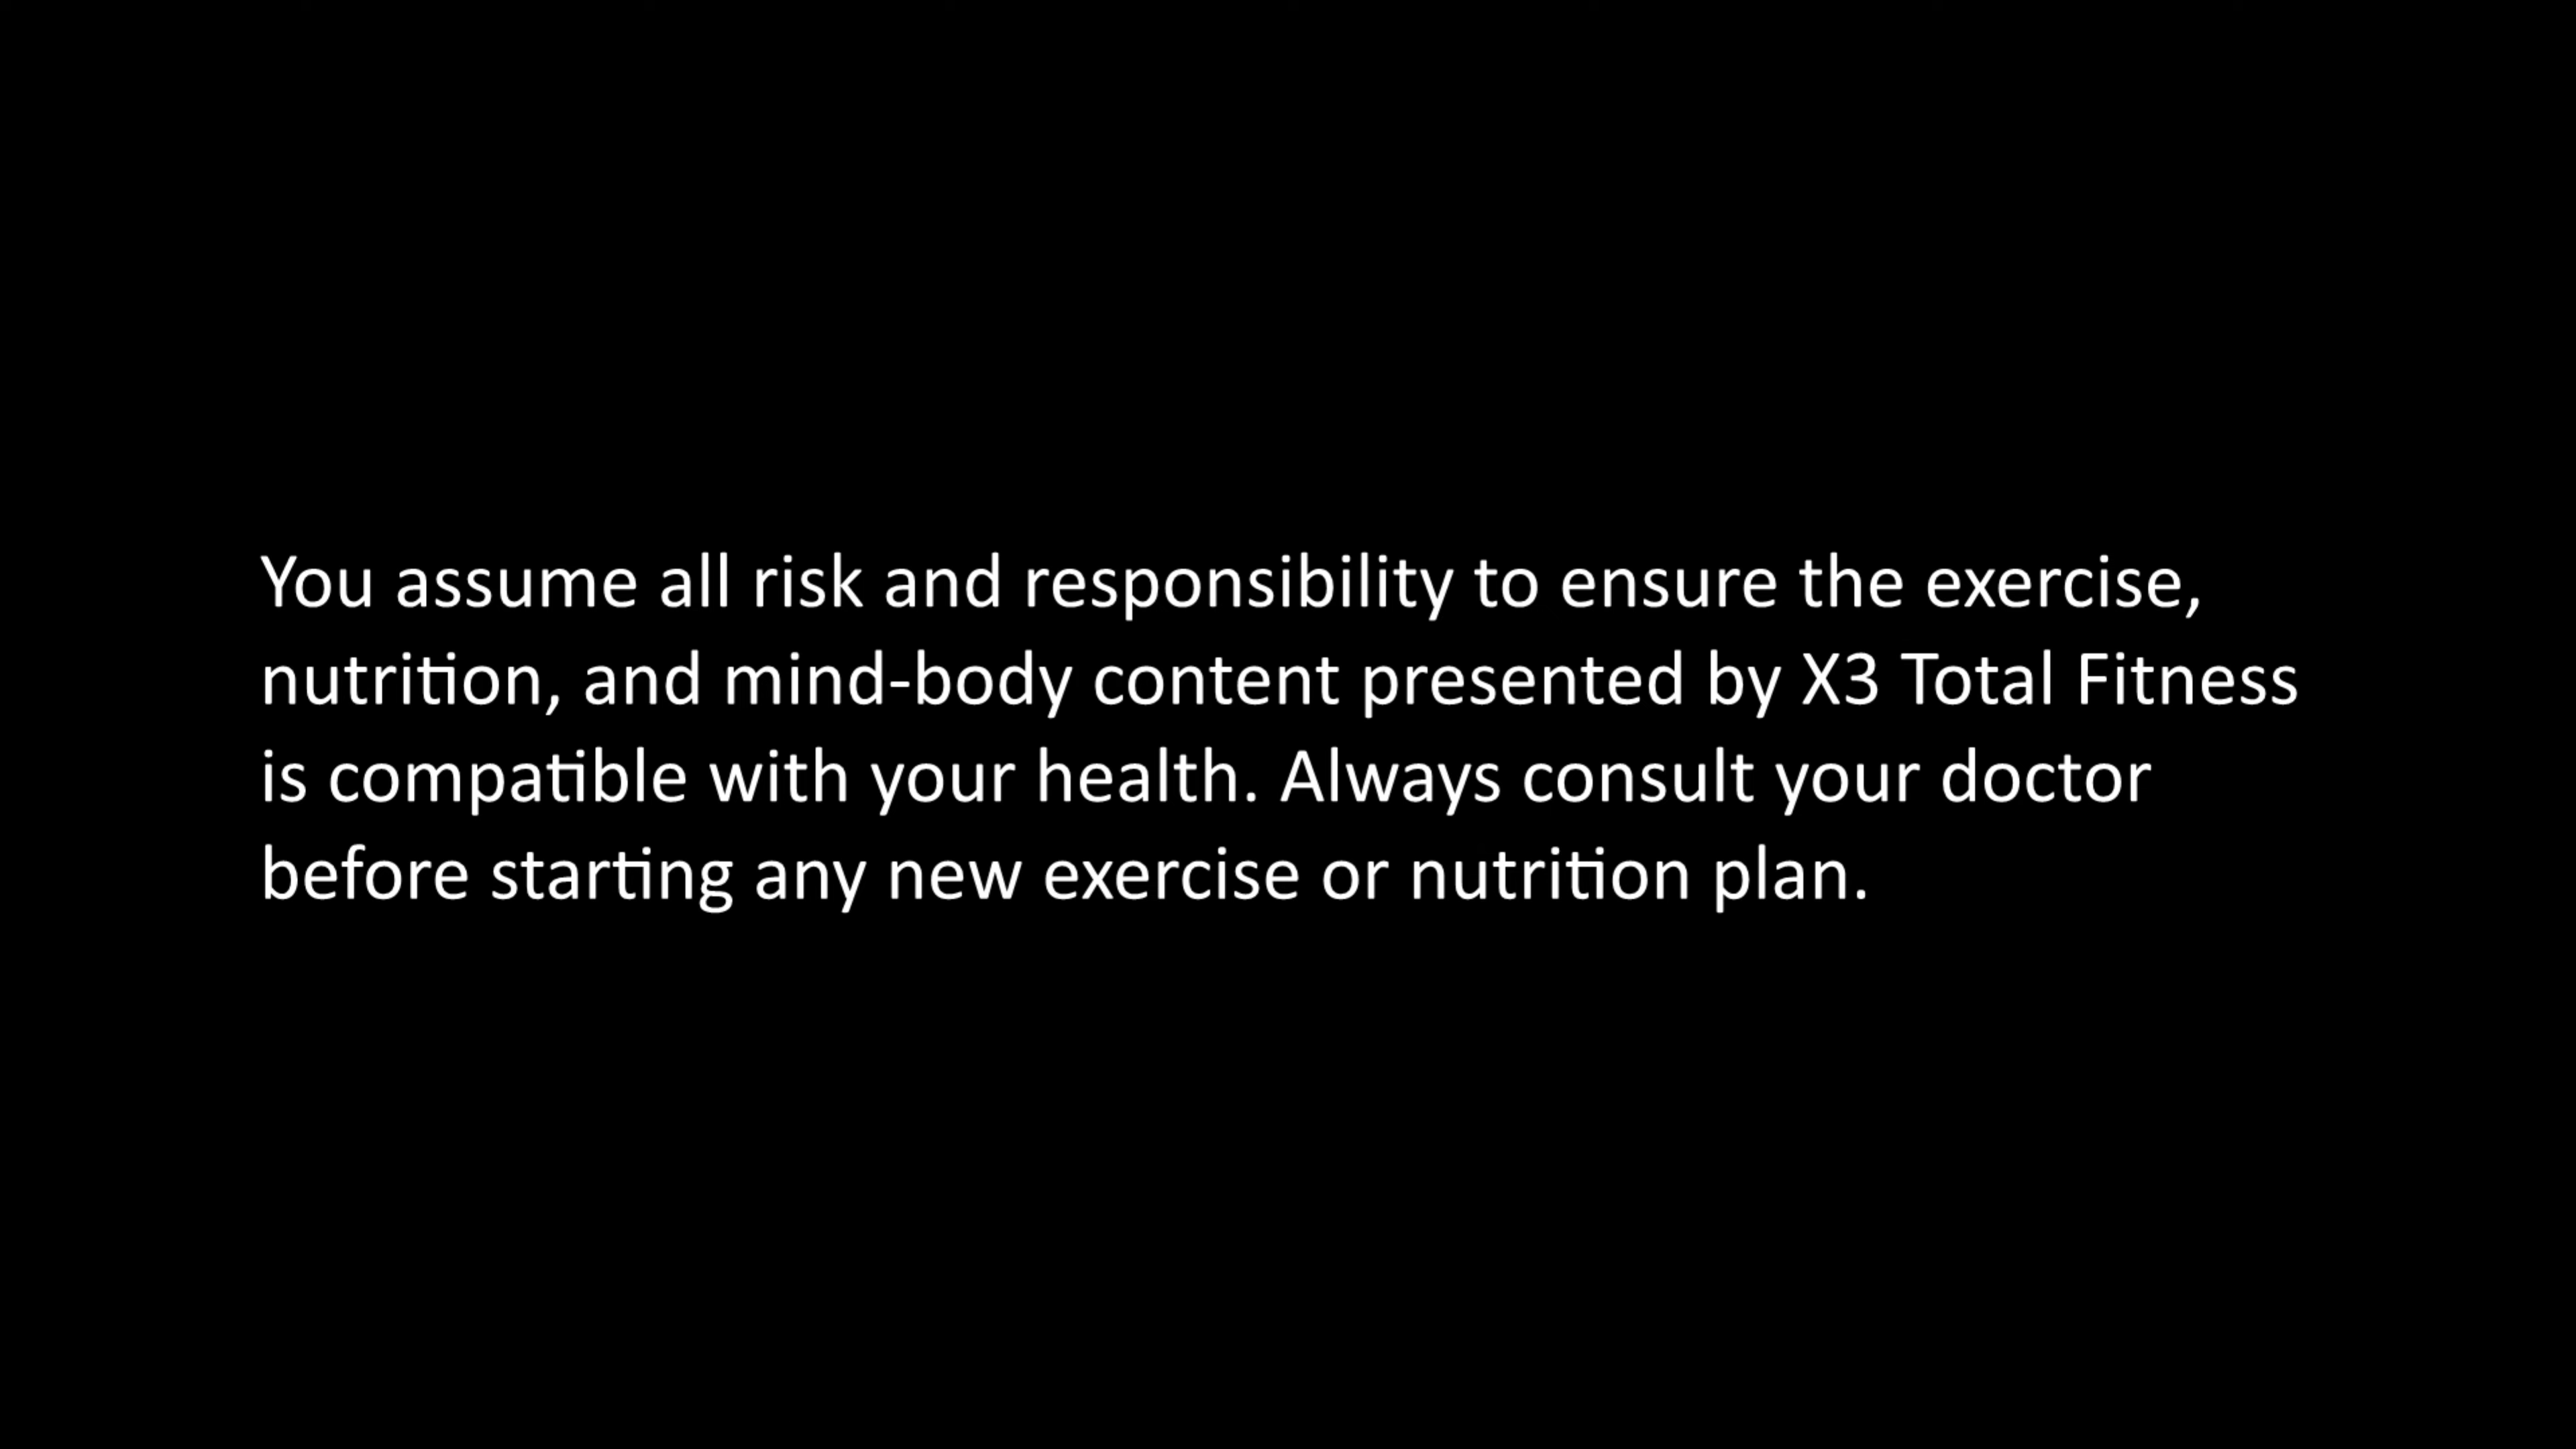 You assume all risk and responsibility to ensure the exercise,
nutrition, and mind-body content presented by X3 Total Fitness
is compatible with your health. Always consult your doctor
before starting any new exercise or nutrition plan.